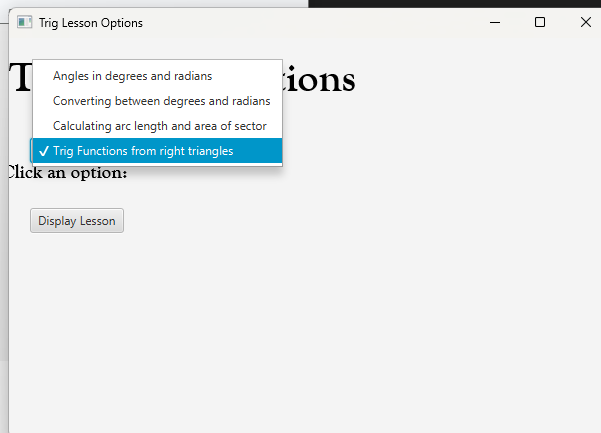 Trig Lesson Options
Angles in degrees and radians
Converting between degrees and radians
Calculating arc length and area of sector
✓ Trig Functions from right triangles
Click an option:
Display Lesson